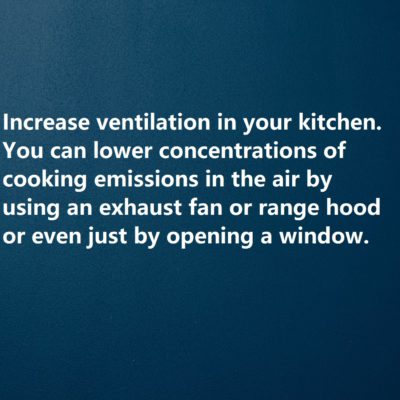 Increase ventilation in your kitchen.
You can lower concentrations of
cooking emissions in the air by
using an exhaust fan or range hood
or even just by opening a window.